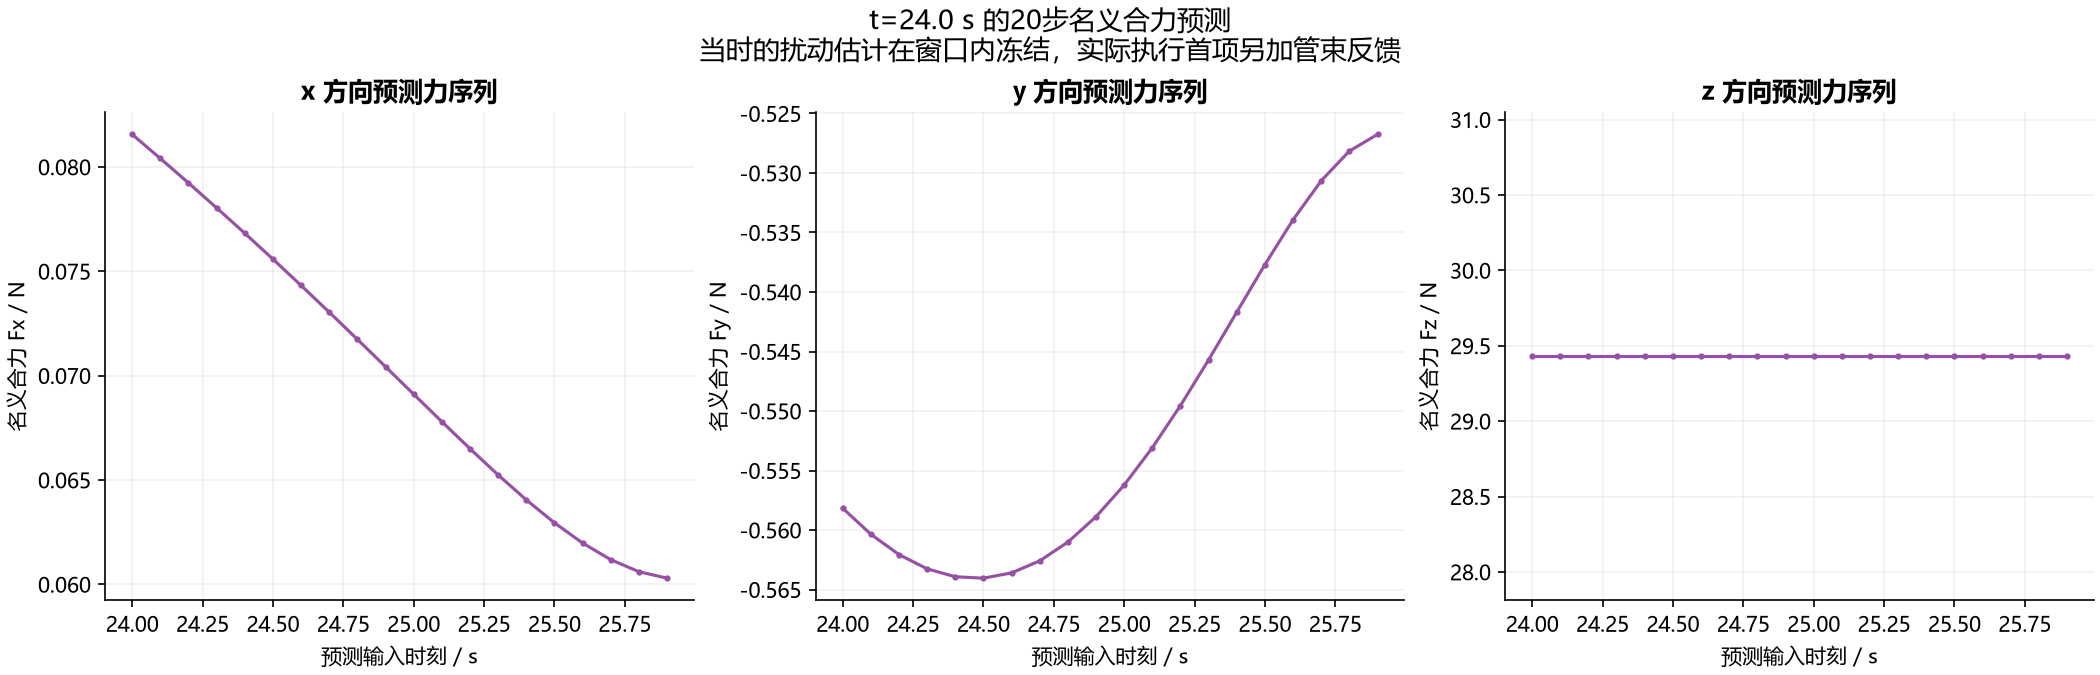 t=24.0 s 的20步名义合力预测
当时的扰动估计在窗口内冻结，实际执行首项另加管束反馈
x 方向预测力序列
名义合力 Fx / N
0.080
0.075
0.070
0.065
0.060
24.00 24.25 24.50 24.75 25.00 25.25 25.50 25.75
预测输入时刻 / s
y 方向预测力序列
名义合力 Fy / N
-0.525
-0.530
-0.535
-0.540
-0.545
-0.550
-0.555
-0.560
-0.565
24.00 24.25 24.50 24.75 25.00 25.25 25.50 25.75
预测输入时刻 / s
z 方向预测力序列
名义合力 Fz / N
31.0
30.5
30.0
29.5
29.0
28.5
28.0
24.00 24.25 24.50 24.75 25.00 25.25 25.50 25.75
预测输入时刻 / s